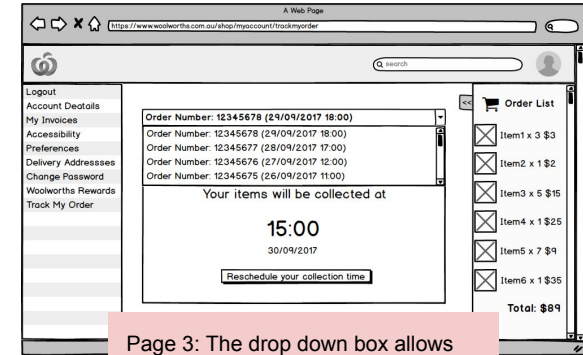 A Web Page
https://www.woolworths.com.au/shop/myaccount/trackmyorder
search
Logout
Account Deatails
My Invoices
Accessibility
Preferences
Delivery Addressses
Change Password
Woolworths Rewards
Track My Order
Order Number: 12345678 (29/09/2017 18:00)
Order Number: 12345678 (29/09/2017 18:00)
Order Number: 12345677 (28/09/2017 17:00)
Order Number: 12345676 (27/09/2017 12:00)
Order Number: 12345675 (26/09/2017 11:00)
Your items will be collected at
15:00
30/09/2017
Reschedule your collection time
<<
Order List
Item1 x 3 $3
Item2 x 1 $2
Item3 x 5 $15
Item4 x 1 $25
Item5 x 7 $9
Item6 x 1 $35
Total: $89
Page 3: The drop down box allows